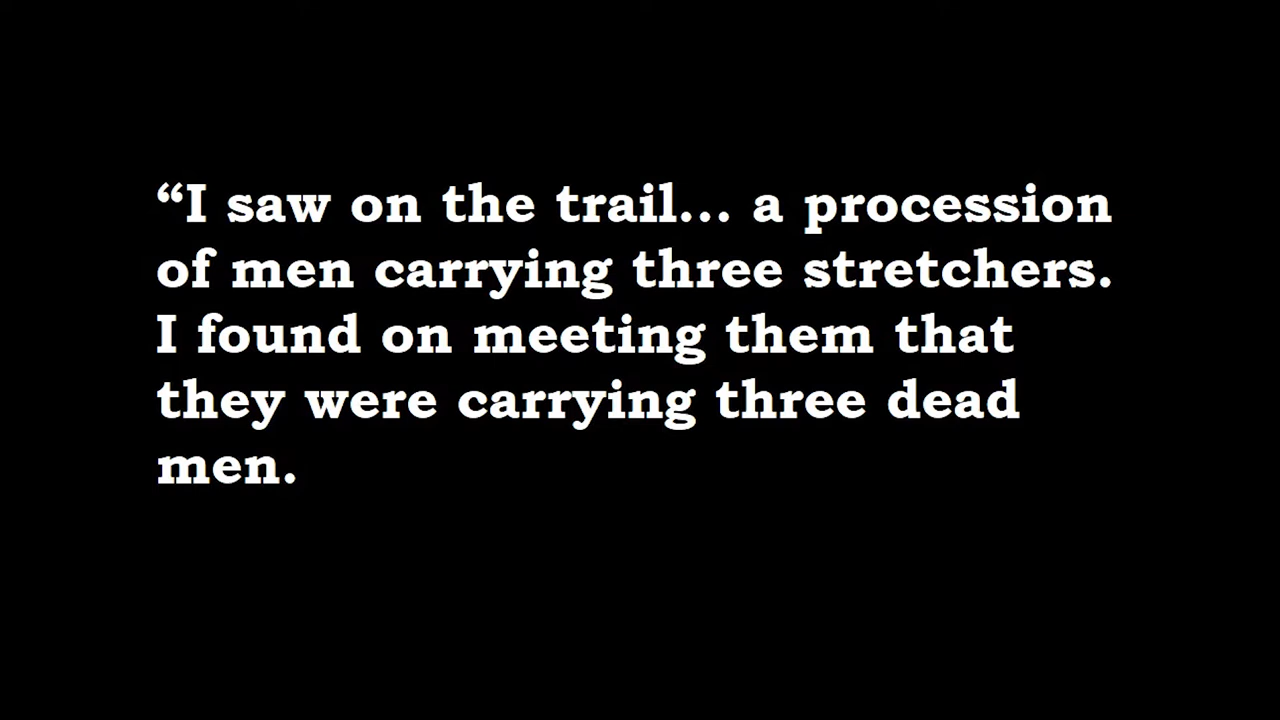 “I saw on the trail... a procession
of men carrying three stretchers.
I found on meeting them that
they were carrying three dead
men.